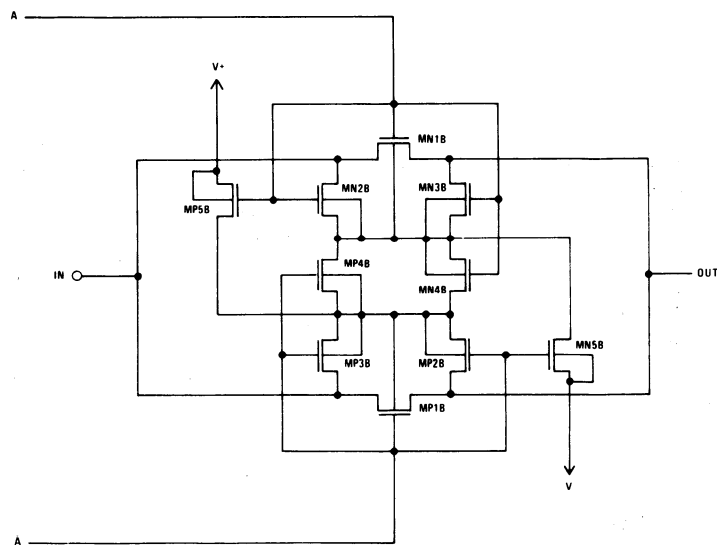 A
V+
MN1B
MN2B
MN3B
MP5B
IN
OUT
MP4B
MN4B
MN5B
MP3B
MP2B
MP1B
V
A